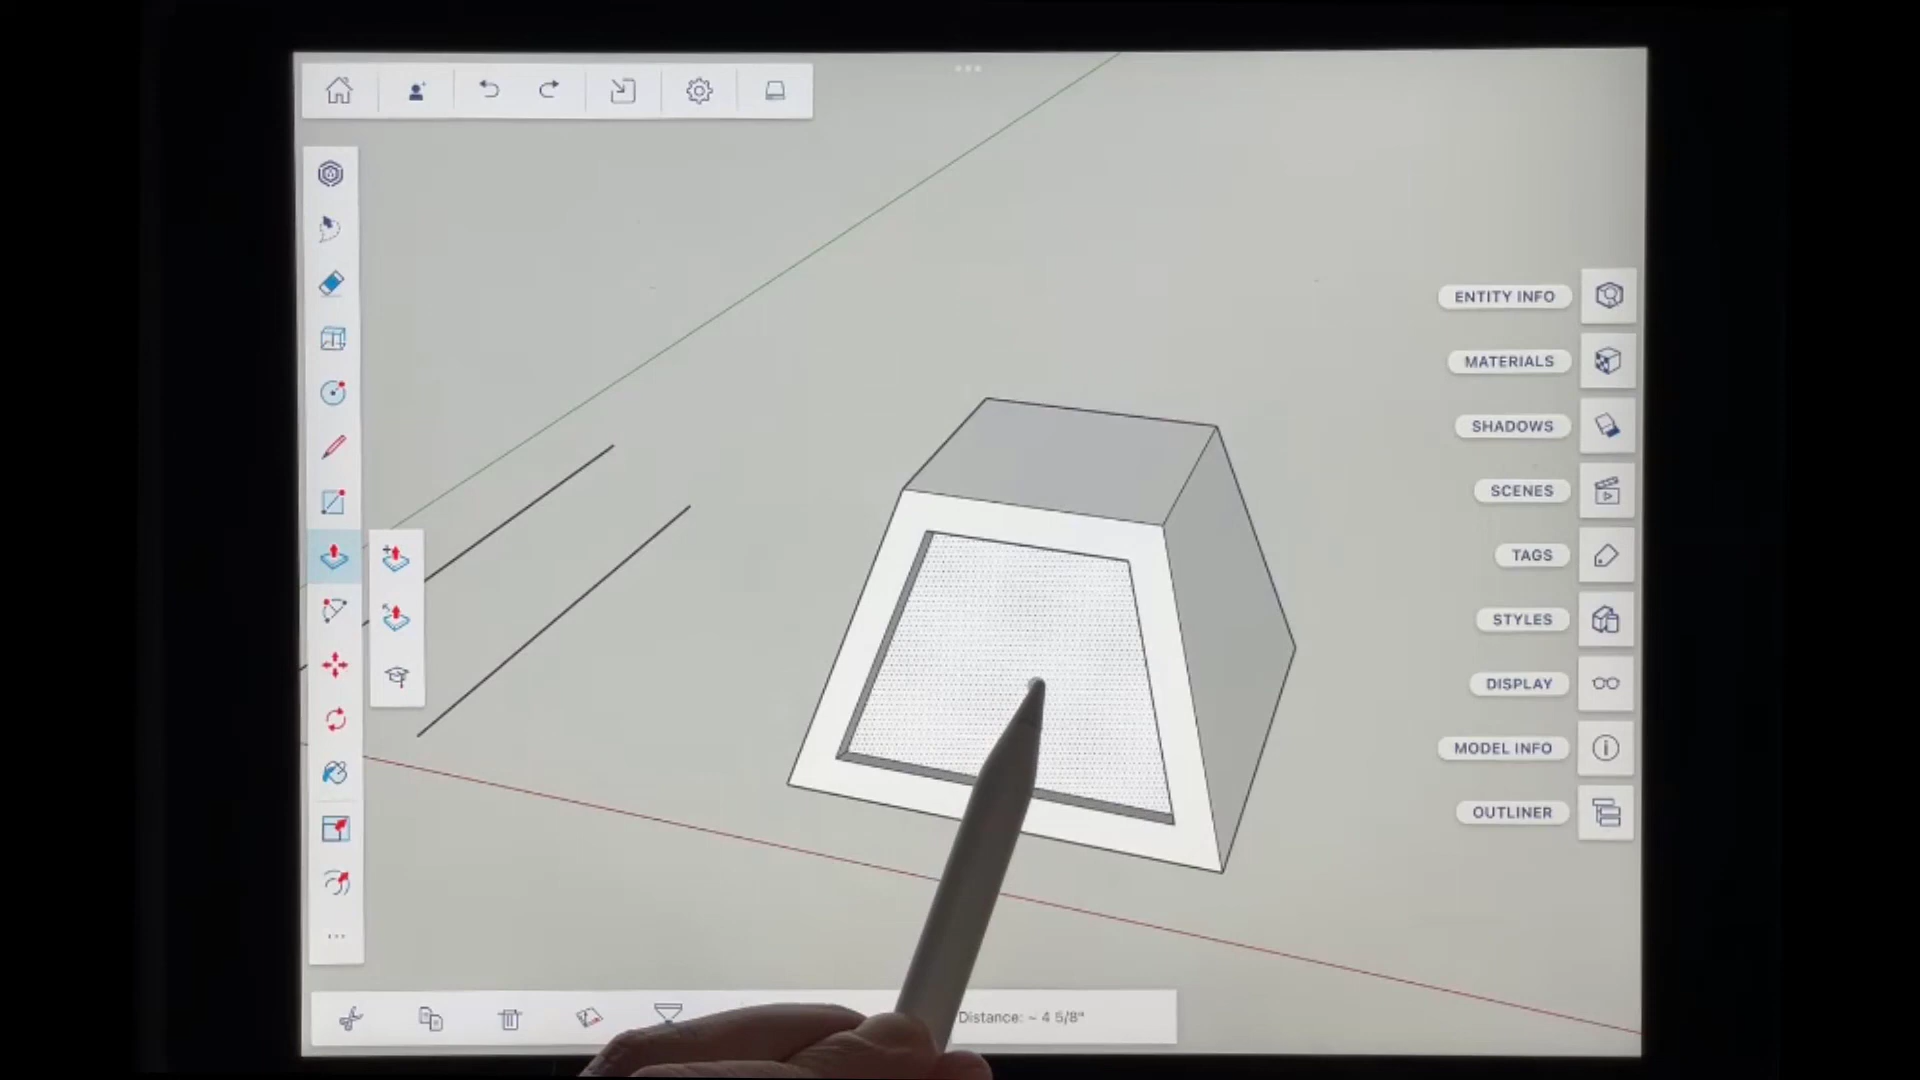 ENTITY INFO
MATERIALS
SHADOWS
SCENES
TAGS
STYLES
DISPLAY
MODEL INFO
OUTLINER
Distance: ~ 4 5/8"